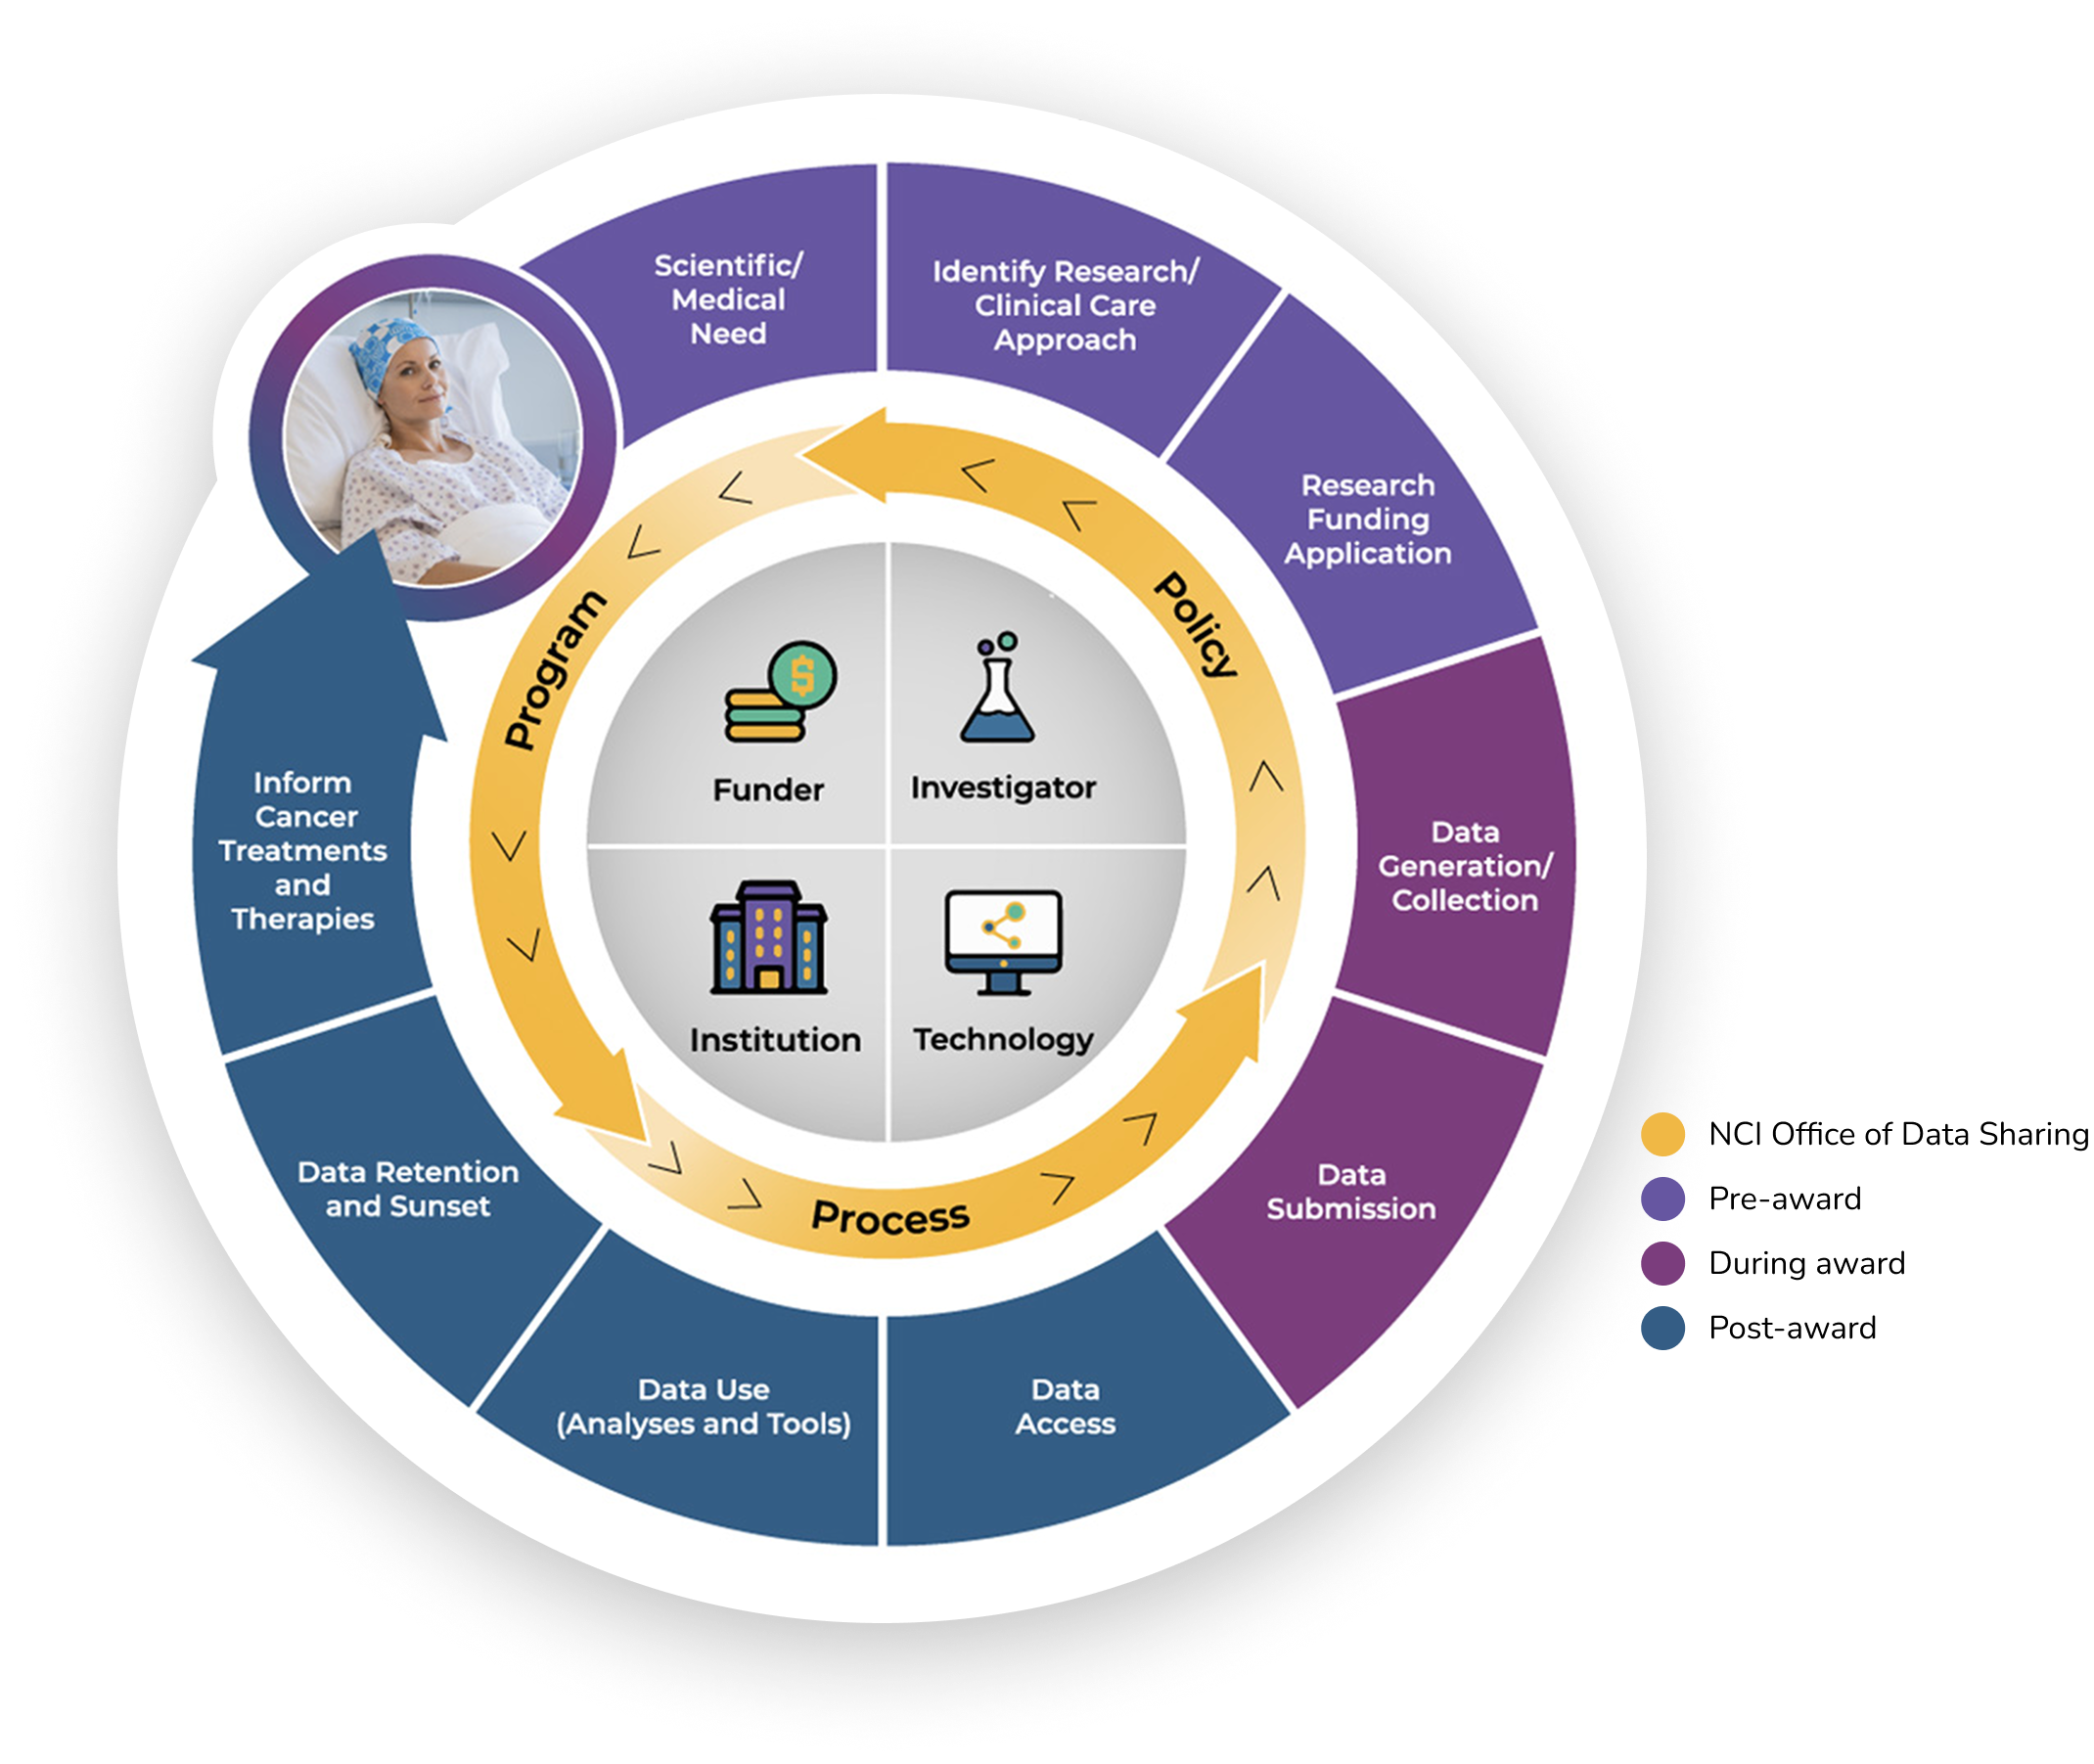 Scientific/
Medical
Need
Identify Research/
Clinical Care
Approach
Research
Funding
Application
Data
Generation/
Collection
Data
Submission
Data
Access
Data Use
(Analyses and Tools)
Data Retention
and Sunset
Inform
Cancer
Treatments
and
Therapies
Program
Policy
Process
Funder
Investigator
Institution
Technology
NCI Office of Data Sharing
Pre-award
During award
Post-award